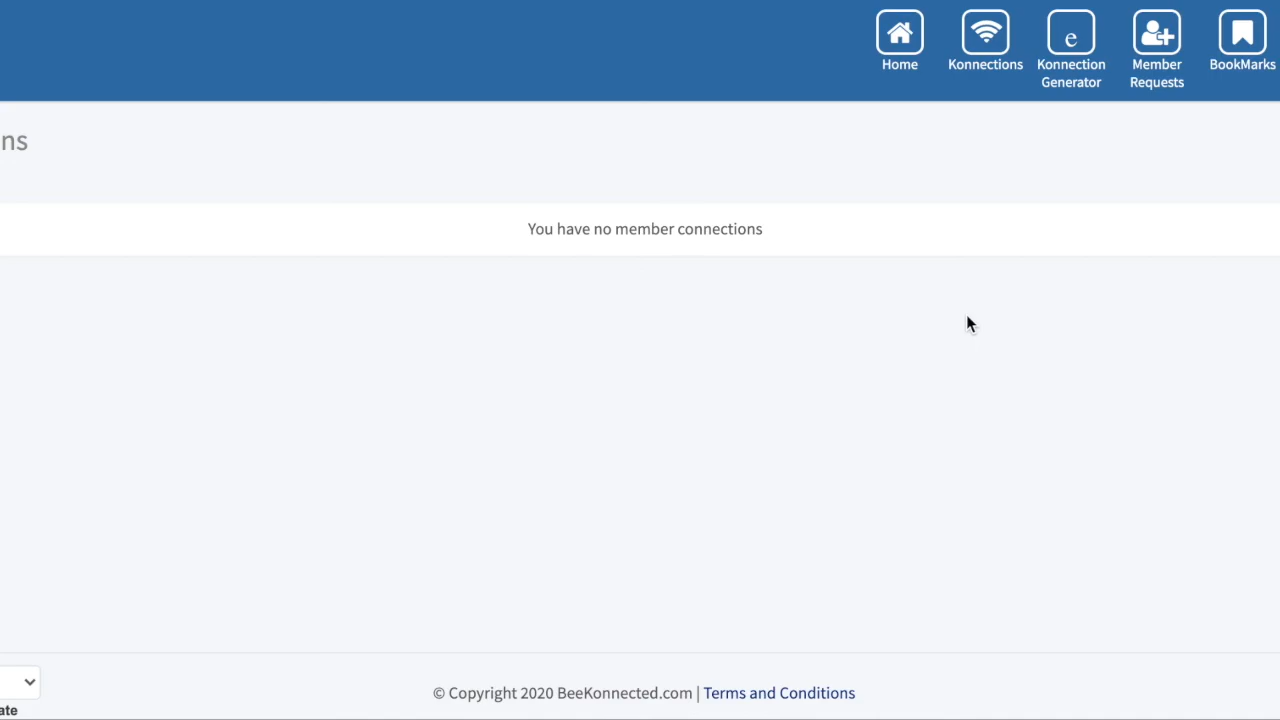 Home
Konnections
e
Konnection
Generator
Member
Requests
BookMarks
ns
You have no member connections
© Copyright 2020 BeeKonnected.com | Terms and Conditions
ate